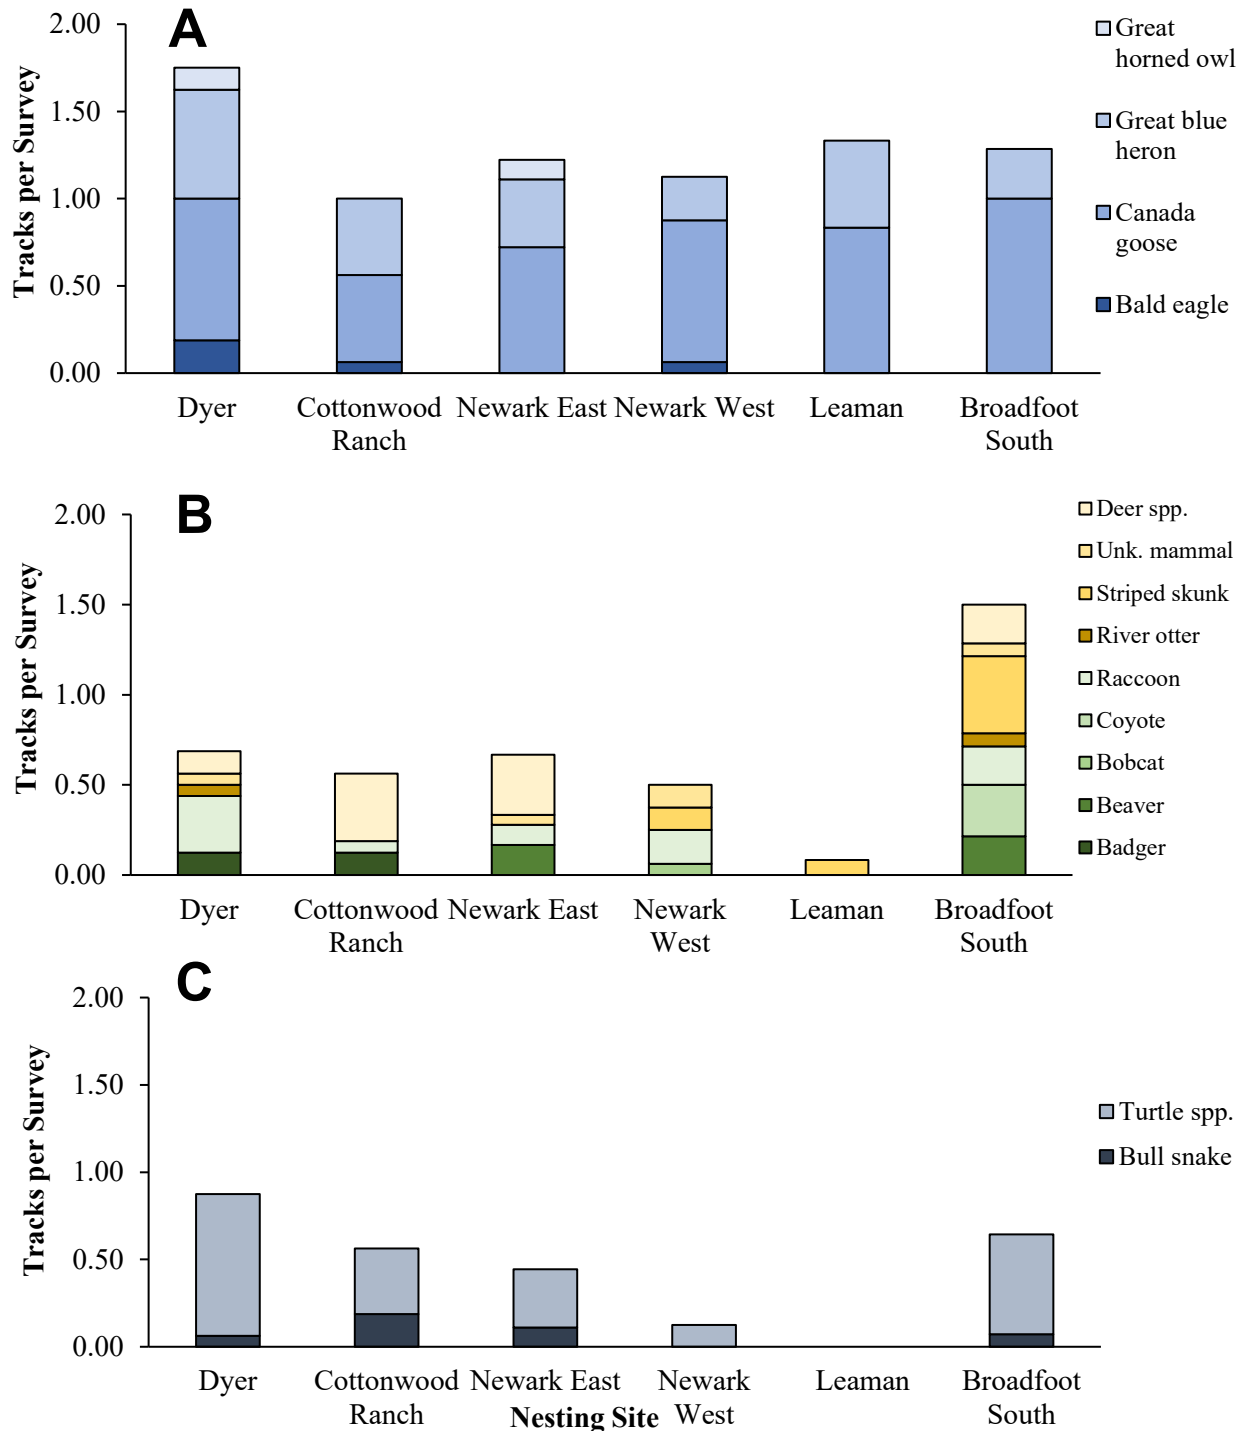 A
Tracks per Survey
2.00
1.50
1.00
0.50
0.00
Dyer
Cottonwood
Ranch
Newark East
Newark West
Leaman
Broadfoot
South
Great
horned owl
Great blue
heron
Canada
goose
Bald eagle
B
Tracks per Survey
2.00
1.50
1.00
0.50
0.00
Dyer
Cottonwood
Ranch
Newark East
Newark
West
Leaman
Broadfoot
South
Deer spp.
Unk. mammal
Striped skunk
River otter
Raccoon
Coyote
Bobcat
Beaver
Badger
C
Tracks per Survey
2.00
1.50
1.00
0.50
0.00
Dyer
Cottonwood
Ranch
Newark East
Newark
West
Leaman
Broadfoot
South
Nesting Site
Turtle spp.
Bull snake